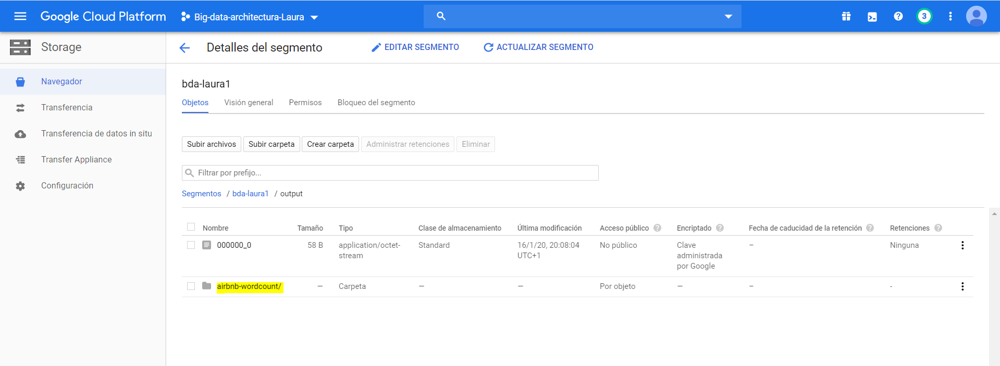 Google Cloud Platform
Big-data-architectura-Laura
3
Storage
Detalles del segmento
EDITAR SEGMENTO
ACTUALIZAR SEGMENTO
Navegador
Transferencia
Transferencia de datos in situ
Transfer Appliance
Configuración
bda-laura1
Objetos Visión general Permisos Bloqueo del segmento
Subir archivos Subir carpeta Crear carpeta Administrar retenciones Eliminar
Filtrar por prefijo...
Segmentos / bda-laura1 / output
Nombre Tamaño Tipo Clase de almacenamiento Última modificación Acceso público Encriptado Fecha de caducidad de la retención Retenciones
000000_0 58 B application/octet- Standard 16/1/20, 20:08:04 No público Clave – Ninguna
stream UTC+1 administrada
por Google
airbnb-wordcount/ — Carpeta — — Por objeto — – -